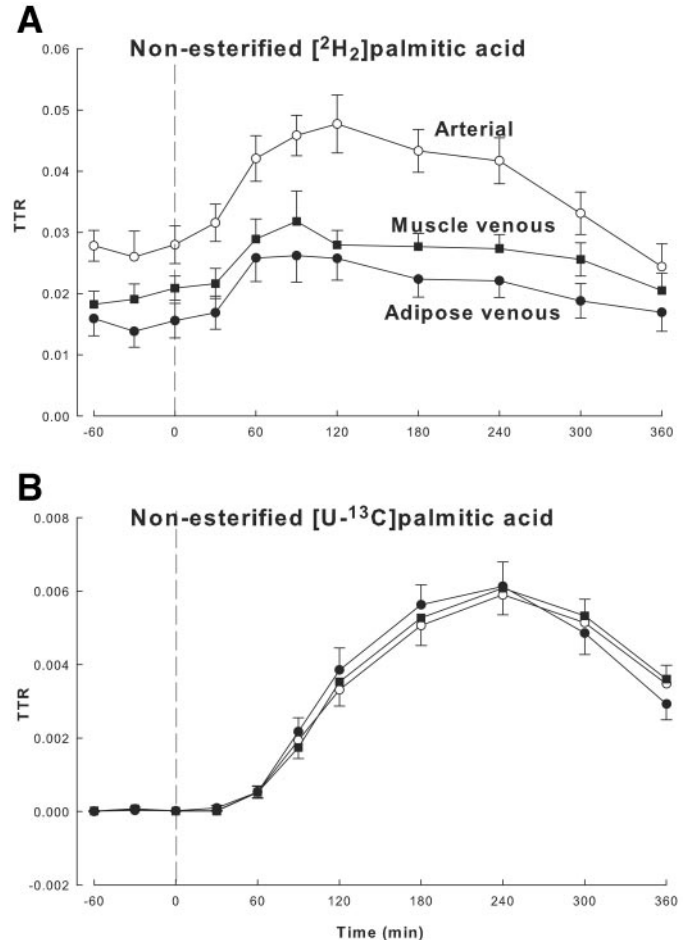 A
Non-esterified [²H₂]palmitic acid
0.06
0.05
0.04
0.03
0.02
0.01
0.00
TTR
Arterial
Muscle venous
Adipose venous
-60 0 60 120 180 240 300 360
B
Non-esterified [U-¹³C]palmitic acid
0.008
0.006
0.004
0.002
0.000
-0.002
TTR
-60 0 60 120 180 240 300 360
Time (min)